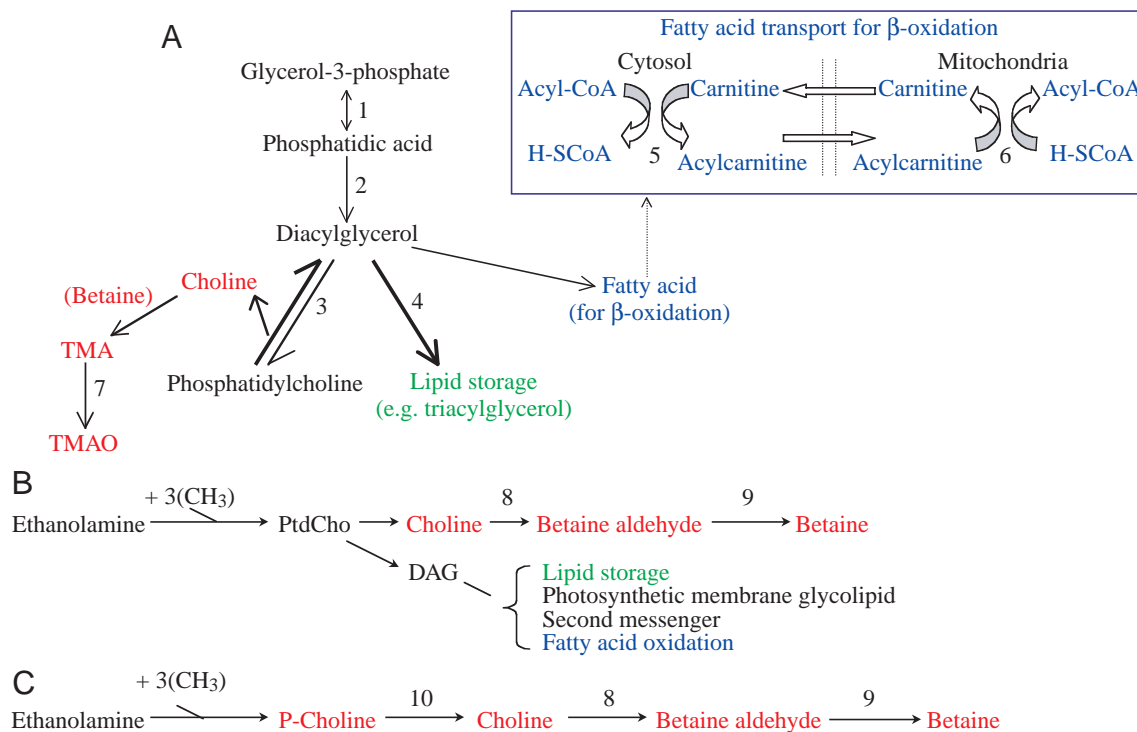 A
Fatty acid transport for β-oxidation
Cytosol
Mitochondria
Acyl-CoA
Carnitine
Carnitine
Acyl-CoA
H-SCoA
5
Acylcarnitine
Acylcarnitine
6
H-SCoA
Glycerol-3-phosphate
1
Phosphatidic acid
2
Diacylglycerol
Choline
(Betaine)
3
4
Fatty acid
(for β-oxidation)
TMA
Phosphatidylcholine
Lipid storage
(e.g. triacylglycerol)
7
TMAO
B
+ 3(CH3)
8
9
Ethanolamine
PtdCho
Choline
Betaine aldehyde
Betaine
DAG
Lipid storage
Photosynthetic membrane glycolipid
Second messenger
Fatty acid oxidation
C
+ 3(CH3)
10
8
9
Ethanolamine
P-Choline
Choline
Betaine aldehyde
Betaine